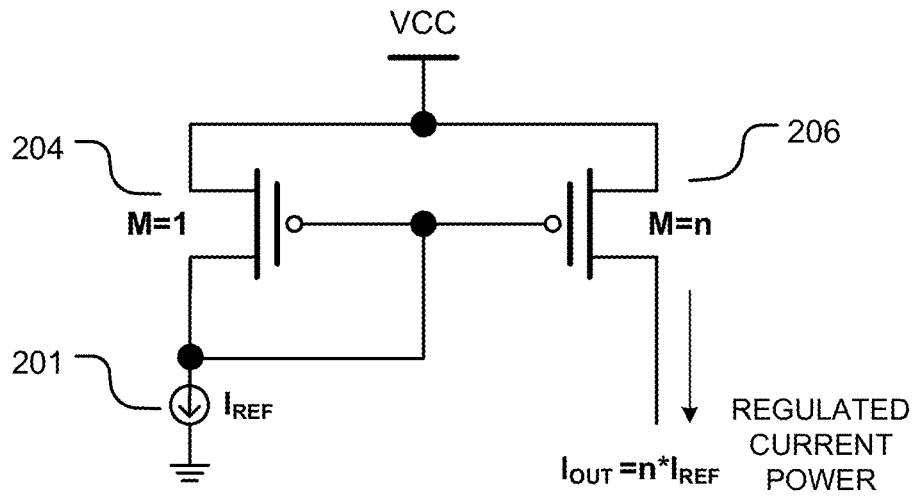 VCC
204
206
M=1
M=n
201
IREF
REGULATED
CURRENT
POWER
IOUT =n*IREF